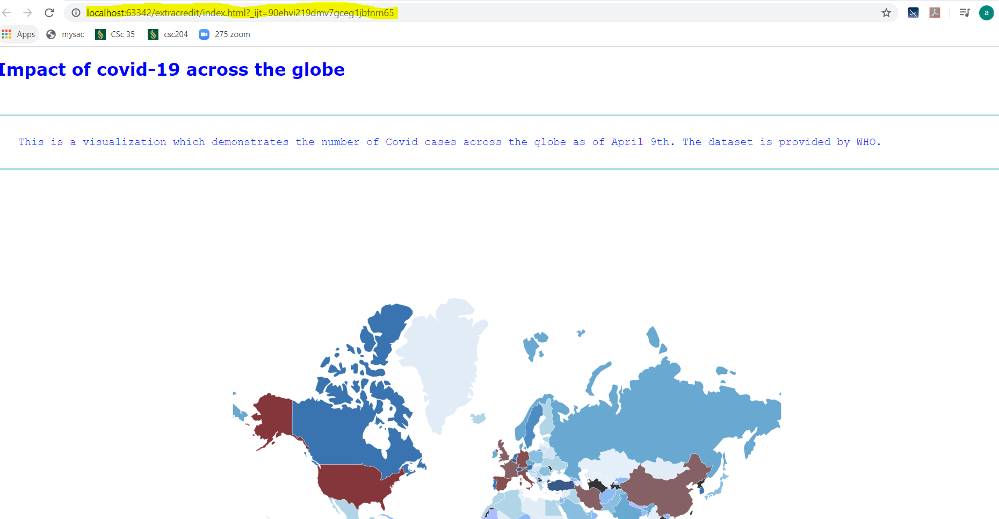 localhost:63342/extracredit/index.html?_ijt=90ehvi219dmv7gceg1jbfnrn65
a
Apps mysac CSc 35 csc204 275 zoom
Impact of covid-19 across the globe
This is a visualization which demonstrates the number of Covid cases across the globe as of April 9th. The dataset is provided by WHO.